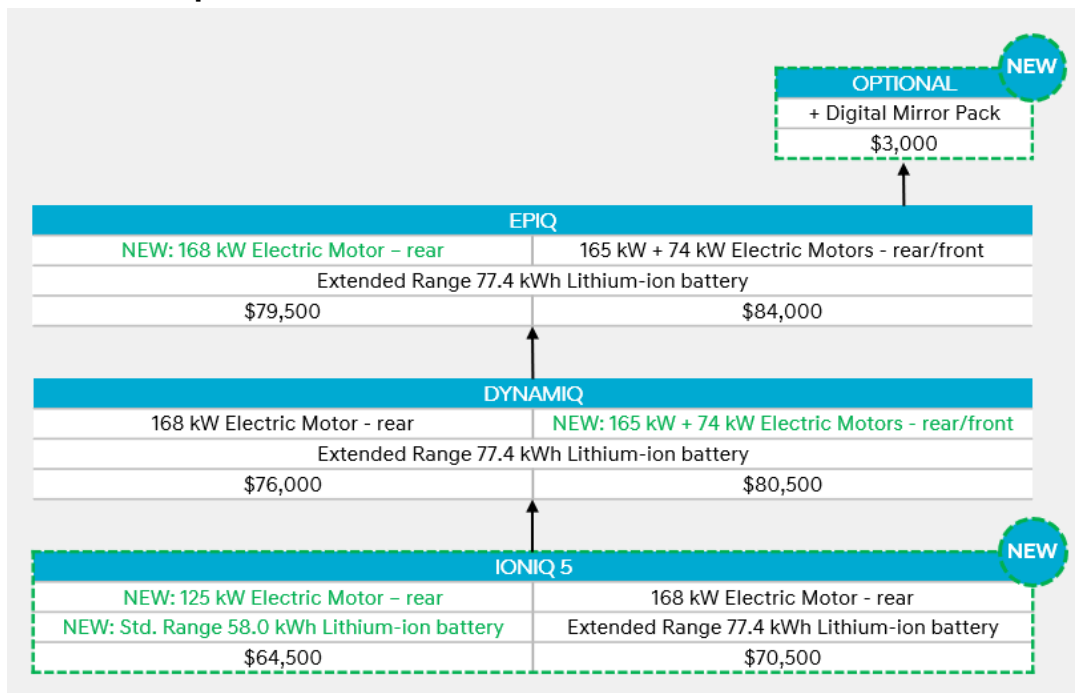 NEW
OPTIONAL
+ Digital Mirror Pack
$3,000
EPIQ
NEW: 168 kW Electric Motor – rear
165 kW + 74 kW Electric Motors - rear/front
Extended Range 77.4 kWh Lithium-ion battery
$79,500
$84,000
DYNAMIQ
168 kW Electric Motor - rear
NEW: 165 kW + 74 kW Electric Motors - rear/front
Extended Range 77.4 kWh Lithium-ion battery
$76,000
$80,500
NEW
IONIQ 5
NEW: 125 kW Electric Motor – rear
168 kW Electric Motor - rear
NEW: Std. Range 58.0 kWh Lithium-ion battery
Extended Range 77.4 kWh Lithium-ion battery
$64,500
$70,500